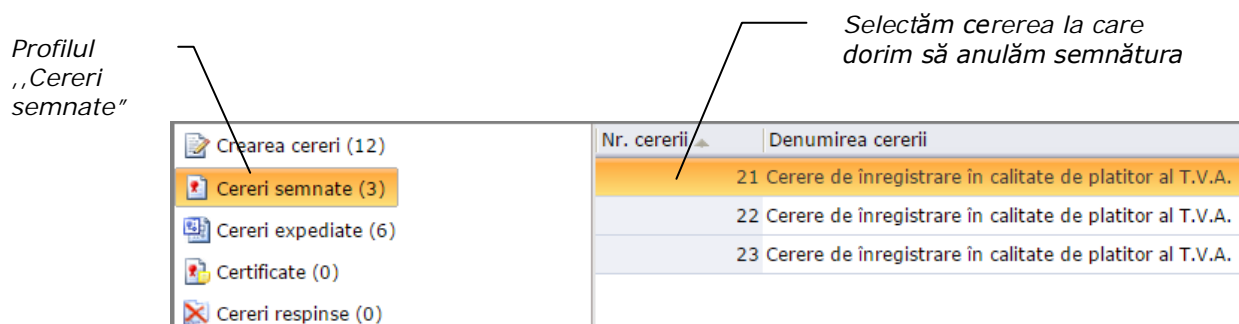 Profilul
,,Cereri
semnate”
Selectăm cererea la care
dorim să anulăm semnătura
Crearea cereri (12)
Cereri semnate (3)
Cereri expediate (6)
Certificate (0)
Cereri respinse (0)
Nr. cererii Denumirea cererii
21 Cerere de înregistrare în calitate de platitor al T.V.A.
22 Cerere de înregistrare în calitate de platitor al T.V.A.
23 Cerere de înregistrare în calitate de platitor al T.V.A.